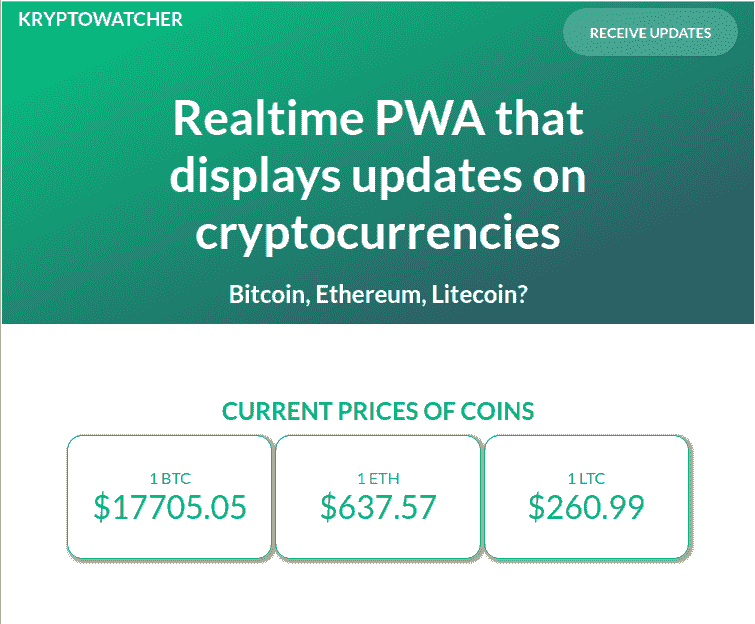 KRYPTOWATCHER
RECEIVE UPDATES
Realtime PWA that
displays updates on
cryptocurrencies
Bitcoin, Ethereum, Litecoin?
CURRENT PRICES OF COINS
1 BTC
$17705.05
1 ETH
$637.57
1 LTC
$260.99